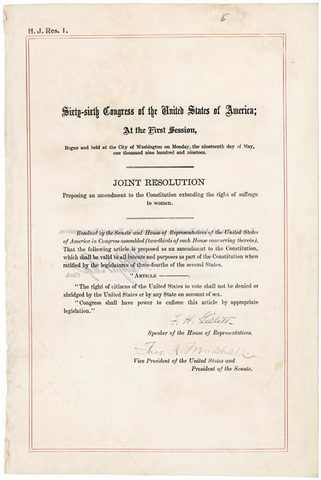 H. J. Res. 1.
5
Sixty-sixth Congress of the United States of America;
At the First Session,
Begun and held at the City of Washington on Monday, the nineteenth day of May,
one thousand nine hundred and nineteen.
JOINT RESOLUTION
Proposing an amendment to the Constitution extending the right of suffrage
to women.
Resolved by the Senate and House of Representatives of the United States
of America in Congress assembled (two-thirds of each House concurring therein),
That the following article is proposed as an amendment to the Constitution,
which shall be valid to all intents and purposes as part of the Constitution when
ratified by the legislatures of three-fourths of the several States.
"ARTICLE ————.
"The right of citizens of the United States to vote shall not be denied or
abridged by the United States or by any State on account of sex.
"Congress shall have power to enforce this article by appropriate
legislation."
F. H. Gillett
Speaker of the House of Representatives.
Thos. R. Marshall
Vice President of the United States and
President of the Senate.